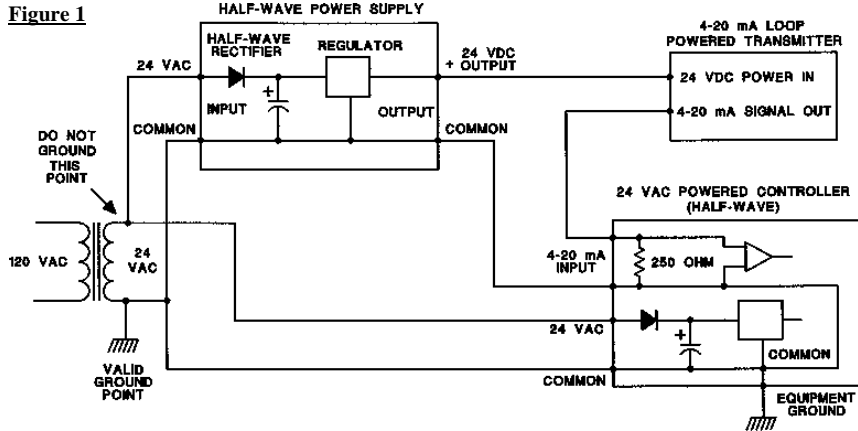 Figure 1
HALF-WAVE POWER SUPPLY
HALF-WAVE
RECTIFIER
REGULATOR
24 VAC
INPUT
OUTPUT
COMMON
COMMON
24 VDC
+ OUTPUT
4-20 mA LOOP
POWERED TRANSMITTER
24 VDC POWER IN
4-20 mA SIGNAL OUT
DO NOT
GROUND
THIS
POINT
120 VAC
24
VAC
VALID
GROUND
POINT
24 VAC POWERED CONTROLLER
(HALF-WAVE)
4-20 mA
INPUT
250 OHM
24 VAC
+
COMMON
COMMON
EQUIPMENT
GROUND